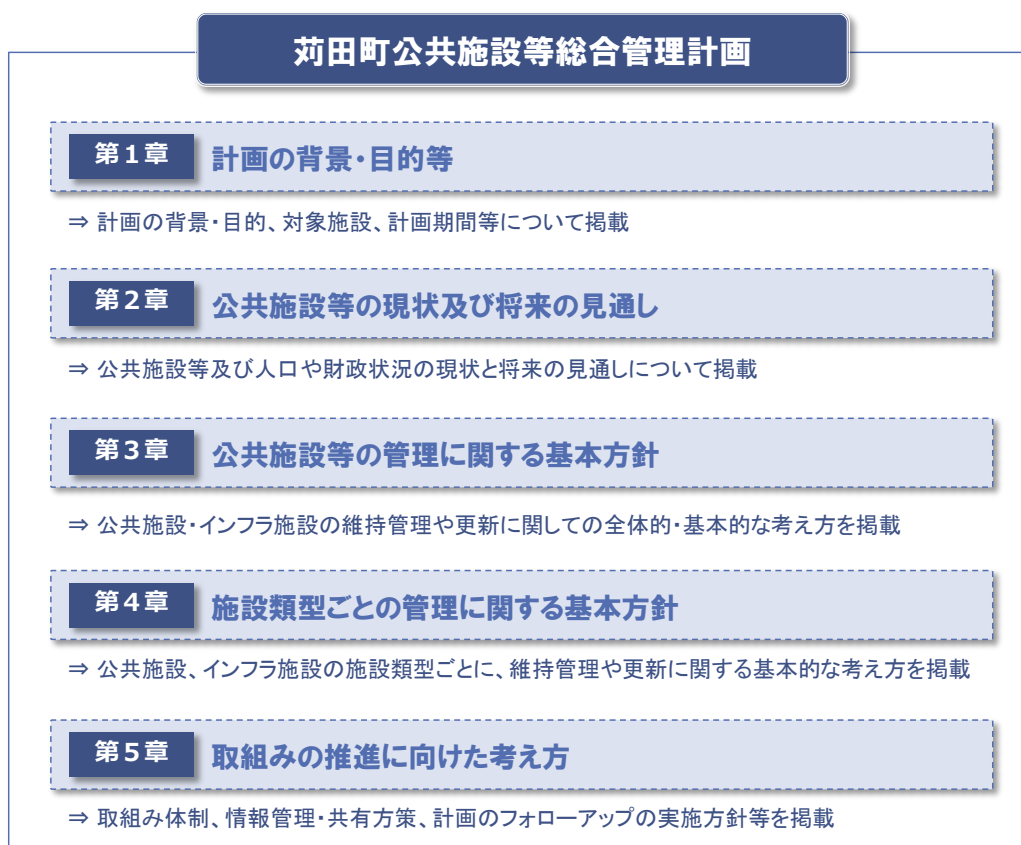 苅田町公共施設等総合管理計画
第1章 計画の背景・目的等
⇒ 計画の背景・目的、対象施設、計画期間等について掲載
第2章 公共施設等の現状及び将来の見通し
⇒ 公共施設等及び人口や財政状況の現状と将来の見通しについて掲載
第3章 公共施設等の管理に関する基本方針
⇒ 公共施設・インフラ施設の維持管理や更新に関しての全体的・基本的な考え方を掲載
第4章 施設類型ごとの管理に関する基本方針
⇒ 公共施設、インフラ施設の施設類型ごとに、維持管理や更新に関する基本的な考え方を掲載
第5章 取組みの推進に向けた考え方
⇒ 取組み体制、情報管理・共有方策、計画のフォローアップの実施方針等を掲載